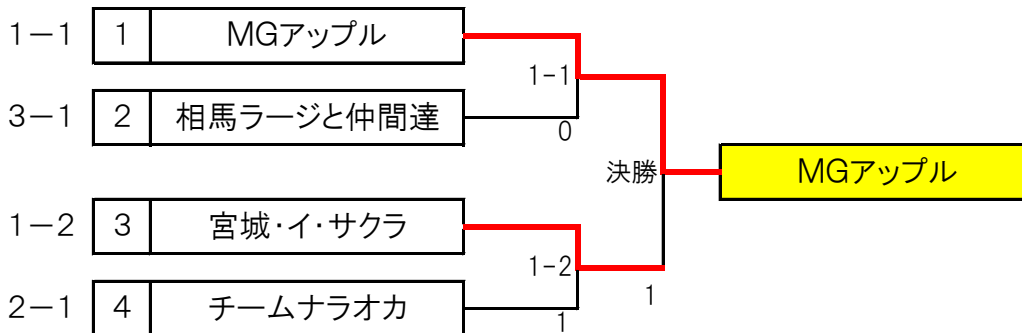 1-1 1 MGアップル
1-1
3-1 2 相馬ラージと仲間達
0
決勝 MGアップル
1-2 3 宮城・イ・サクラ
1-2
1
2-1 4 チームナラオカ
1